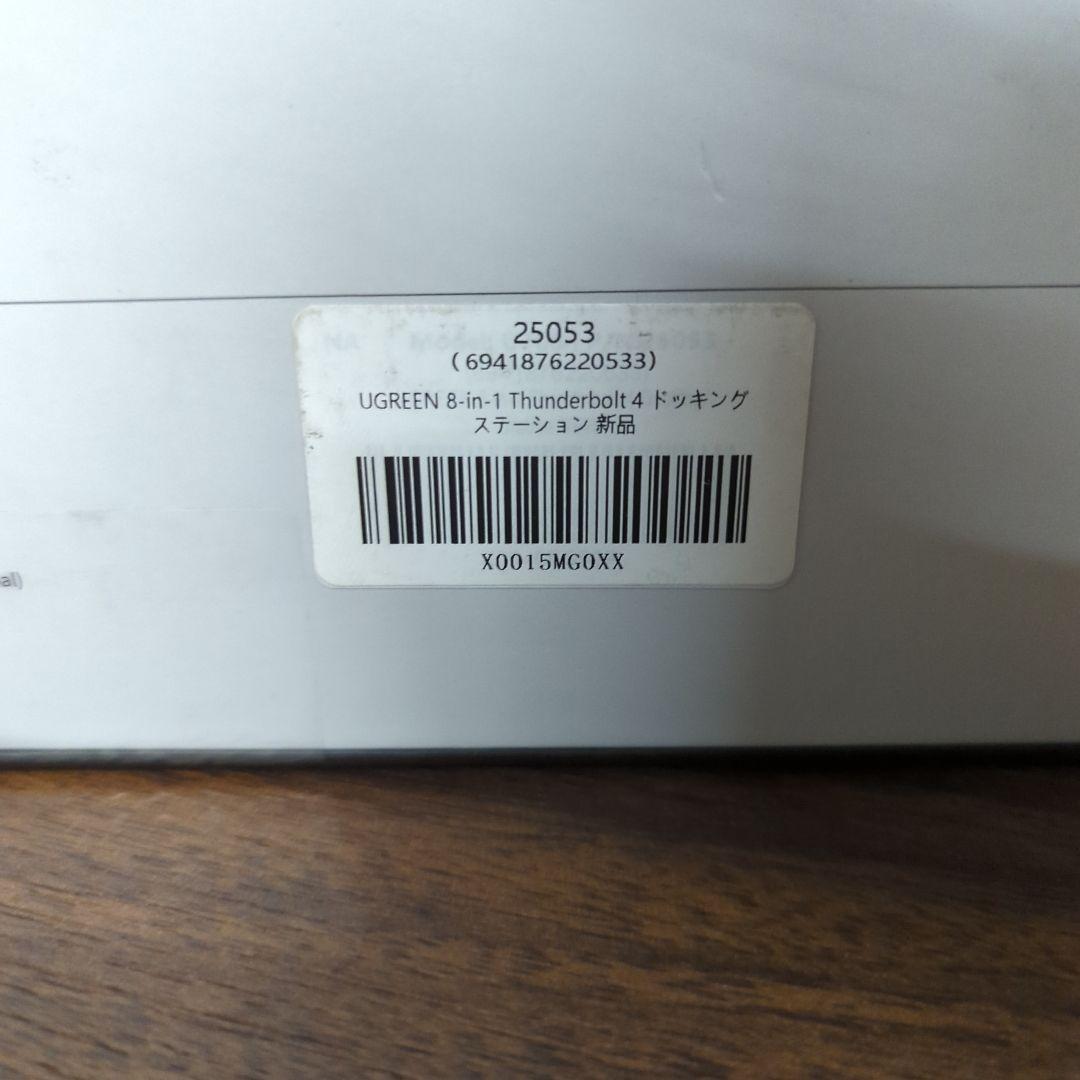 25053
(6941876220533)
UGREEN 8-in-1 Thunderbolt 4 ドッキング
ステーション 新品
X0015MG0XX
al)